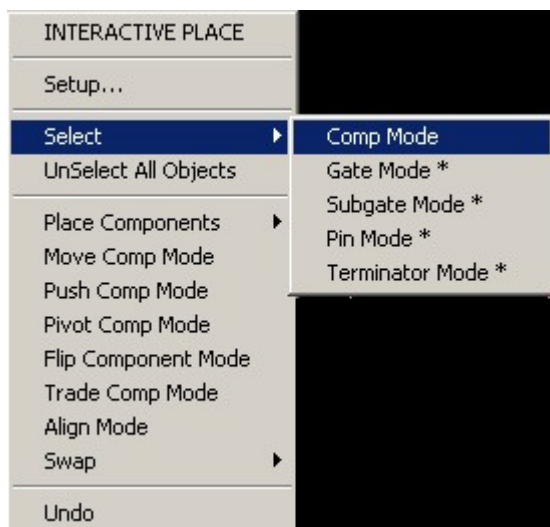 INTERACTIVE PLACE
Setup...
Select
UnSelect All Objects
Place Components
Move Comp Mode
Push Comp Mode
Pivot Comp Mode
Flip Component Mode
Trade Comp Mode
Align Mode
Swap
Undo
Comp Mode
Gate Mode *
Subgate Mode *
Pin Mode *
Terminator Mode *